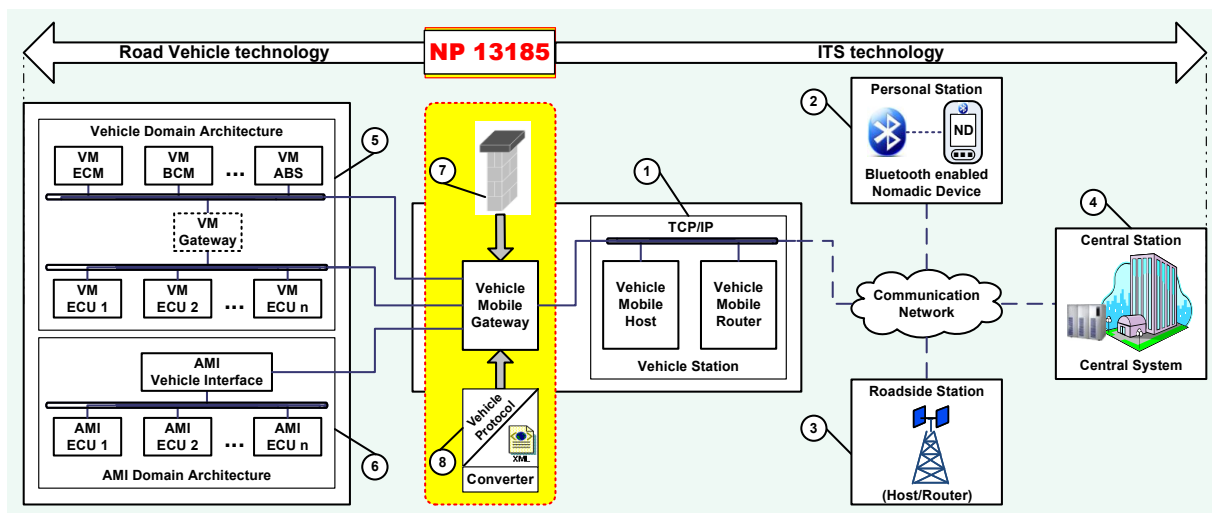 Road Vehicle technology
NP 13185
ITS technology
Vehicle Domain Architecture
VM
ECM
VM
BCM
...
VM
ABS
VM
Gateway
VM
ECU 1
VM
ECU 2
...
VM
ECU n
5
AMI
Vehicle Interface
AMI
ECU 1
AMI
ECU 2
...
AMI
ECU n
AMI Domain Architecture
6
7
Vehicle
Mobile
Gateway
Vehicle
Protocol
XML
Converter
8
1
TCP/IP
Vehicle
Mobile
Host
Vehicle
Mobile
Router
Vehicle Station
2
Personal Station
ND
Bluetooth enabled
Nomadic Device
Communication
Network
3
Roadside Station
(Host/Router)
4
Central Station
Central System